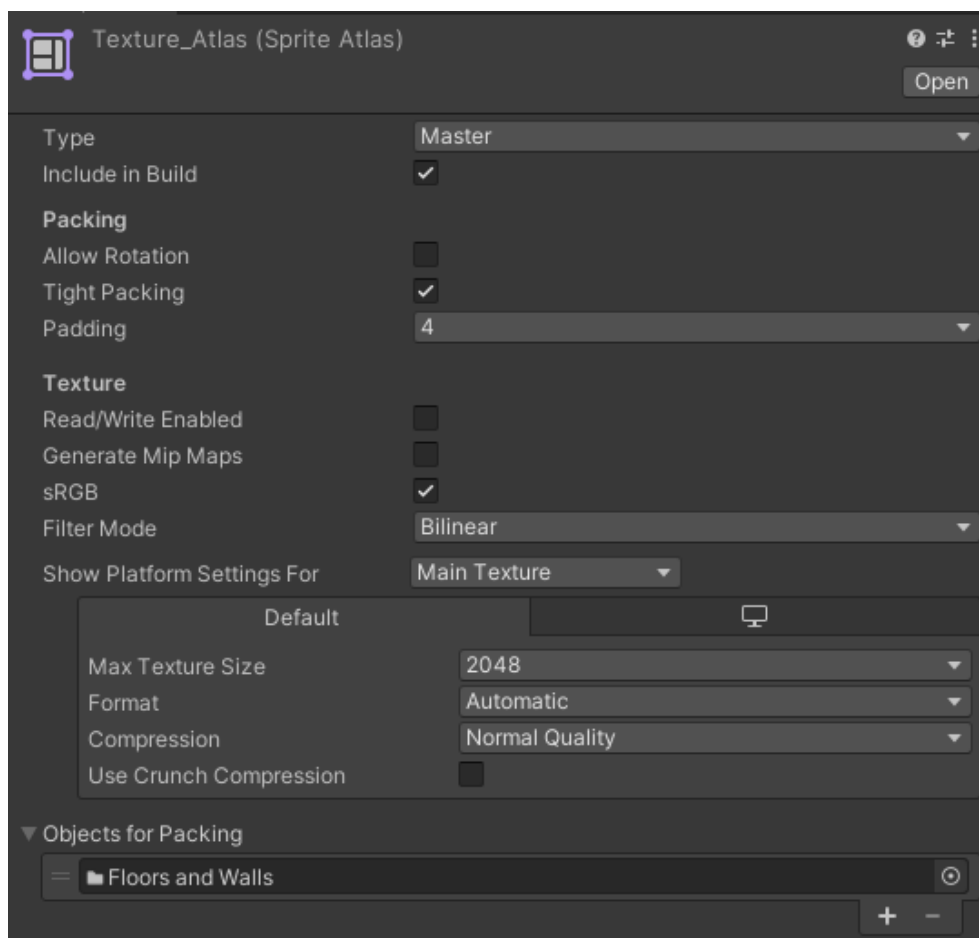 Texture_Atlas (Sprite Atlas)
Open
Type Master
Include in Build
Packing
Allow Rotation
Tight Packing
Padding 4
Texture
Read/Write Enabled
Generate Mip Maps
sRGB
Filter Mode Bilinear
Show Platform Settings For Main Texture
Default
Max Texture Size 2048
Format Automatic
Compression Normal Quality
Use Crunch Compression
Objects for Packing
Floors and Walls